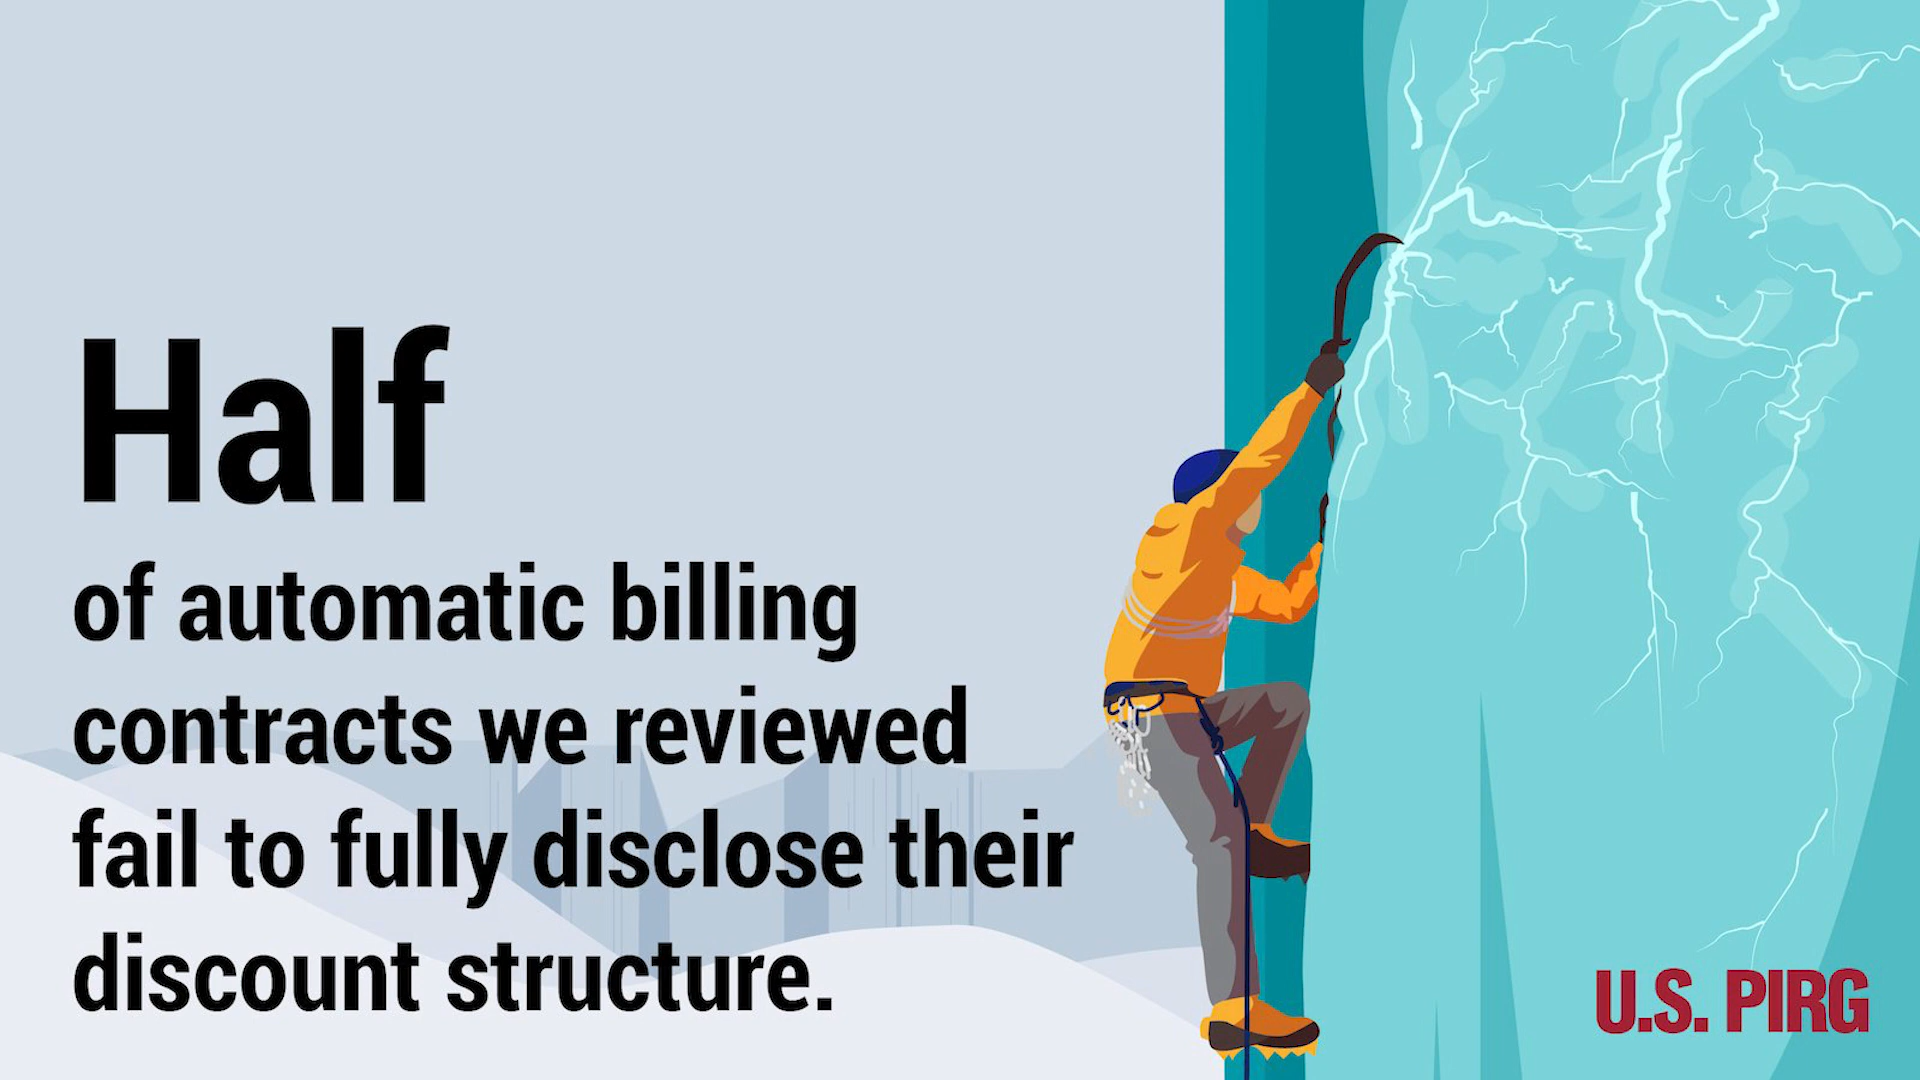 Half
of automatic billing
contracts we reviewed
fail to fully disclose their
discount structure.
U.S. PIRG